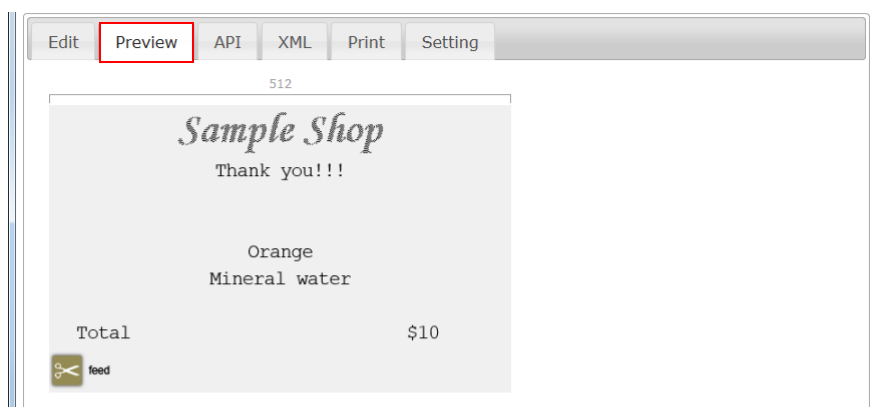 Edit Preview API XML Print Setting
512
Sample Shop
Thank you!!!
Orange
Mineral water
Total $10
feed